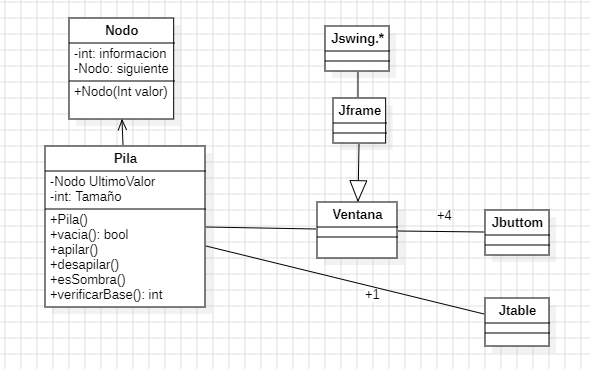 Nodo
-int: informacion
-Nodo: siguiente
+Nodo(Int valor)
Pila
-Nodo UltimoValor
-int: Tamaño
+Pila()
+vacia(): bool
+apilar()
+desapilar()
+esSombra()
+verificarBase(): int
Jswing.*
Jframe
Ventana
+4
Jbuttom
+1
Jtable